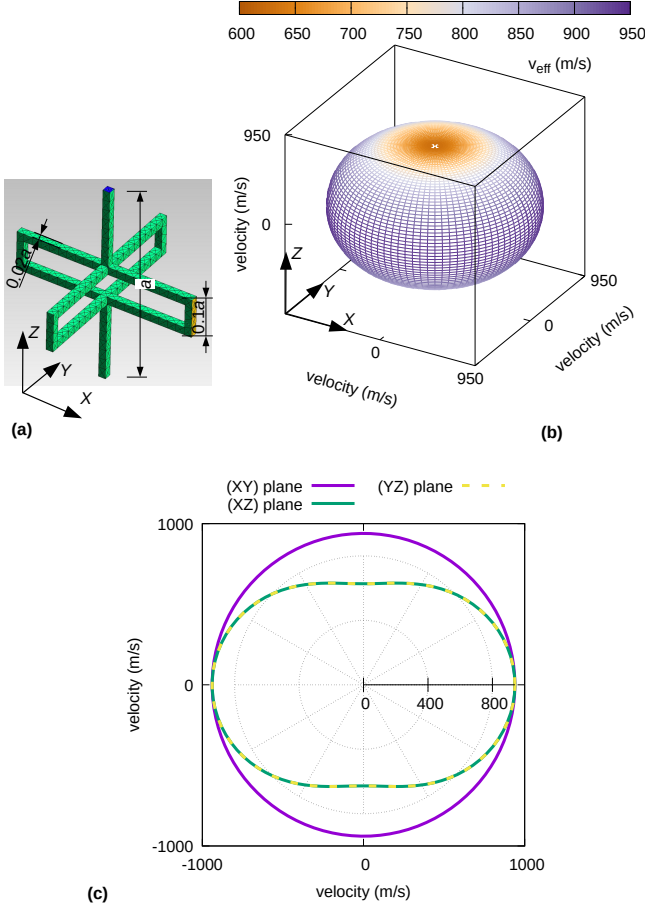 600 650 700 750 800 850 900 950
v_eff (m/s)
950
0
velocity (m/s)
Z
Y
X
0
velocity (m/s)
950
0
950
velocity (m/s)
(b)
0.02a
a
0.1a
Z
Y
X
(a)
(XY) plane
(XZ) plane
(YZ) plane
1000
0
-1000
velocity (m/s)
0 400 800
-1000 0 1000
velocity (m/s)
(c)